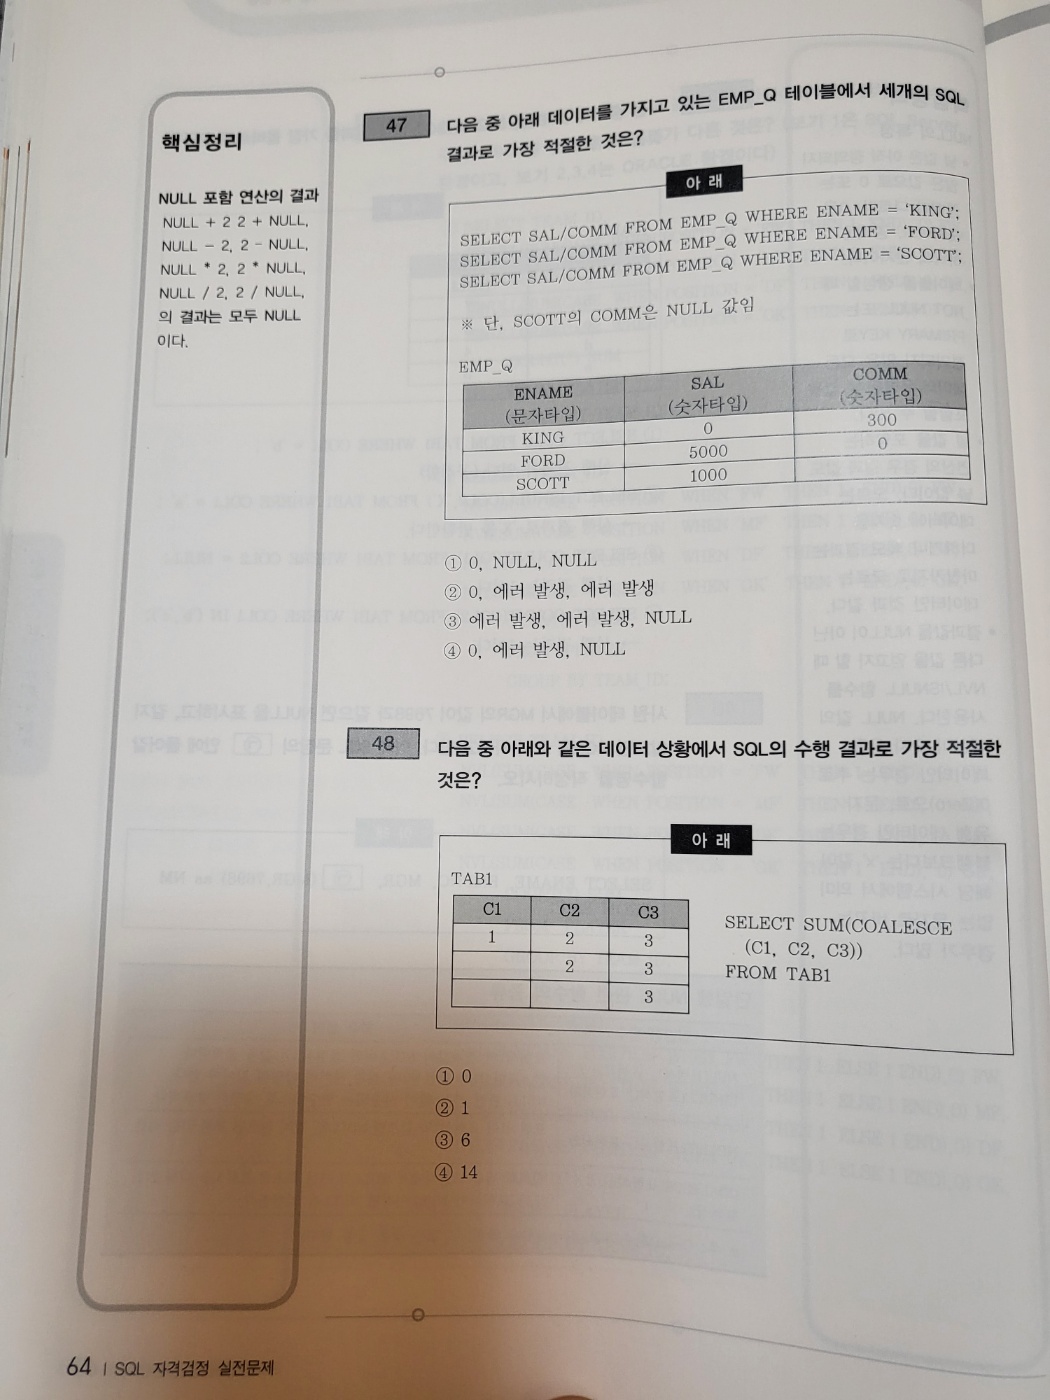 핵심정리
NULL 포함 연산의 결과
NULL + 2 2 + NULL,
NULL - 2, 2 - NULL,
NULL * 2, 2 * NULL,
NULL / 2, 2 / NULL,
의 결과는 모두 NULL
이다.
47
다음 중 아래 데이터를 가지고 있는 EMP_Q 테이블에서 세개의 SQL
결과로 가장 적절한 것은?
아 래
SELECT SAL/COMM FROM EMP_Q WHERE ENAME = ‘KING’;
SELECT SAL/COMM FROM EMP_Q WHERE ENAME = ‘FORD’;
SELECT SAL/COMM FROM EMP_Q WHERE ENAME = ‘SCOTT’;
※ 단, SCOTT의 COMM은 NULL 값임
EMP_Q
ENAME SAL COMM
(문자타입) (숫자타입) (숫자타입)
KING 0 300
FORD 5000 0
SCOTT 1000
① 0, NULL, NULL
② 0, 에러 발생, 에러 발생
③ 에러 발생, 에러 발생, NULL
④ 0, 에러 발생, NULL
48
다음 중 아래와 같은 데이터 상황에서 SQL의 수행 결과로 가장 적절한
것은?
아 래
TAB1
C1 C2 C3
1 2 3
2 3
3
SELECT SUM(COALESCE
(C1, C2, C3))
FROM TAB1
① 0
② 1
③ 6
④ 14
64 | SQL 자격검정 실전문제